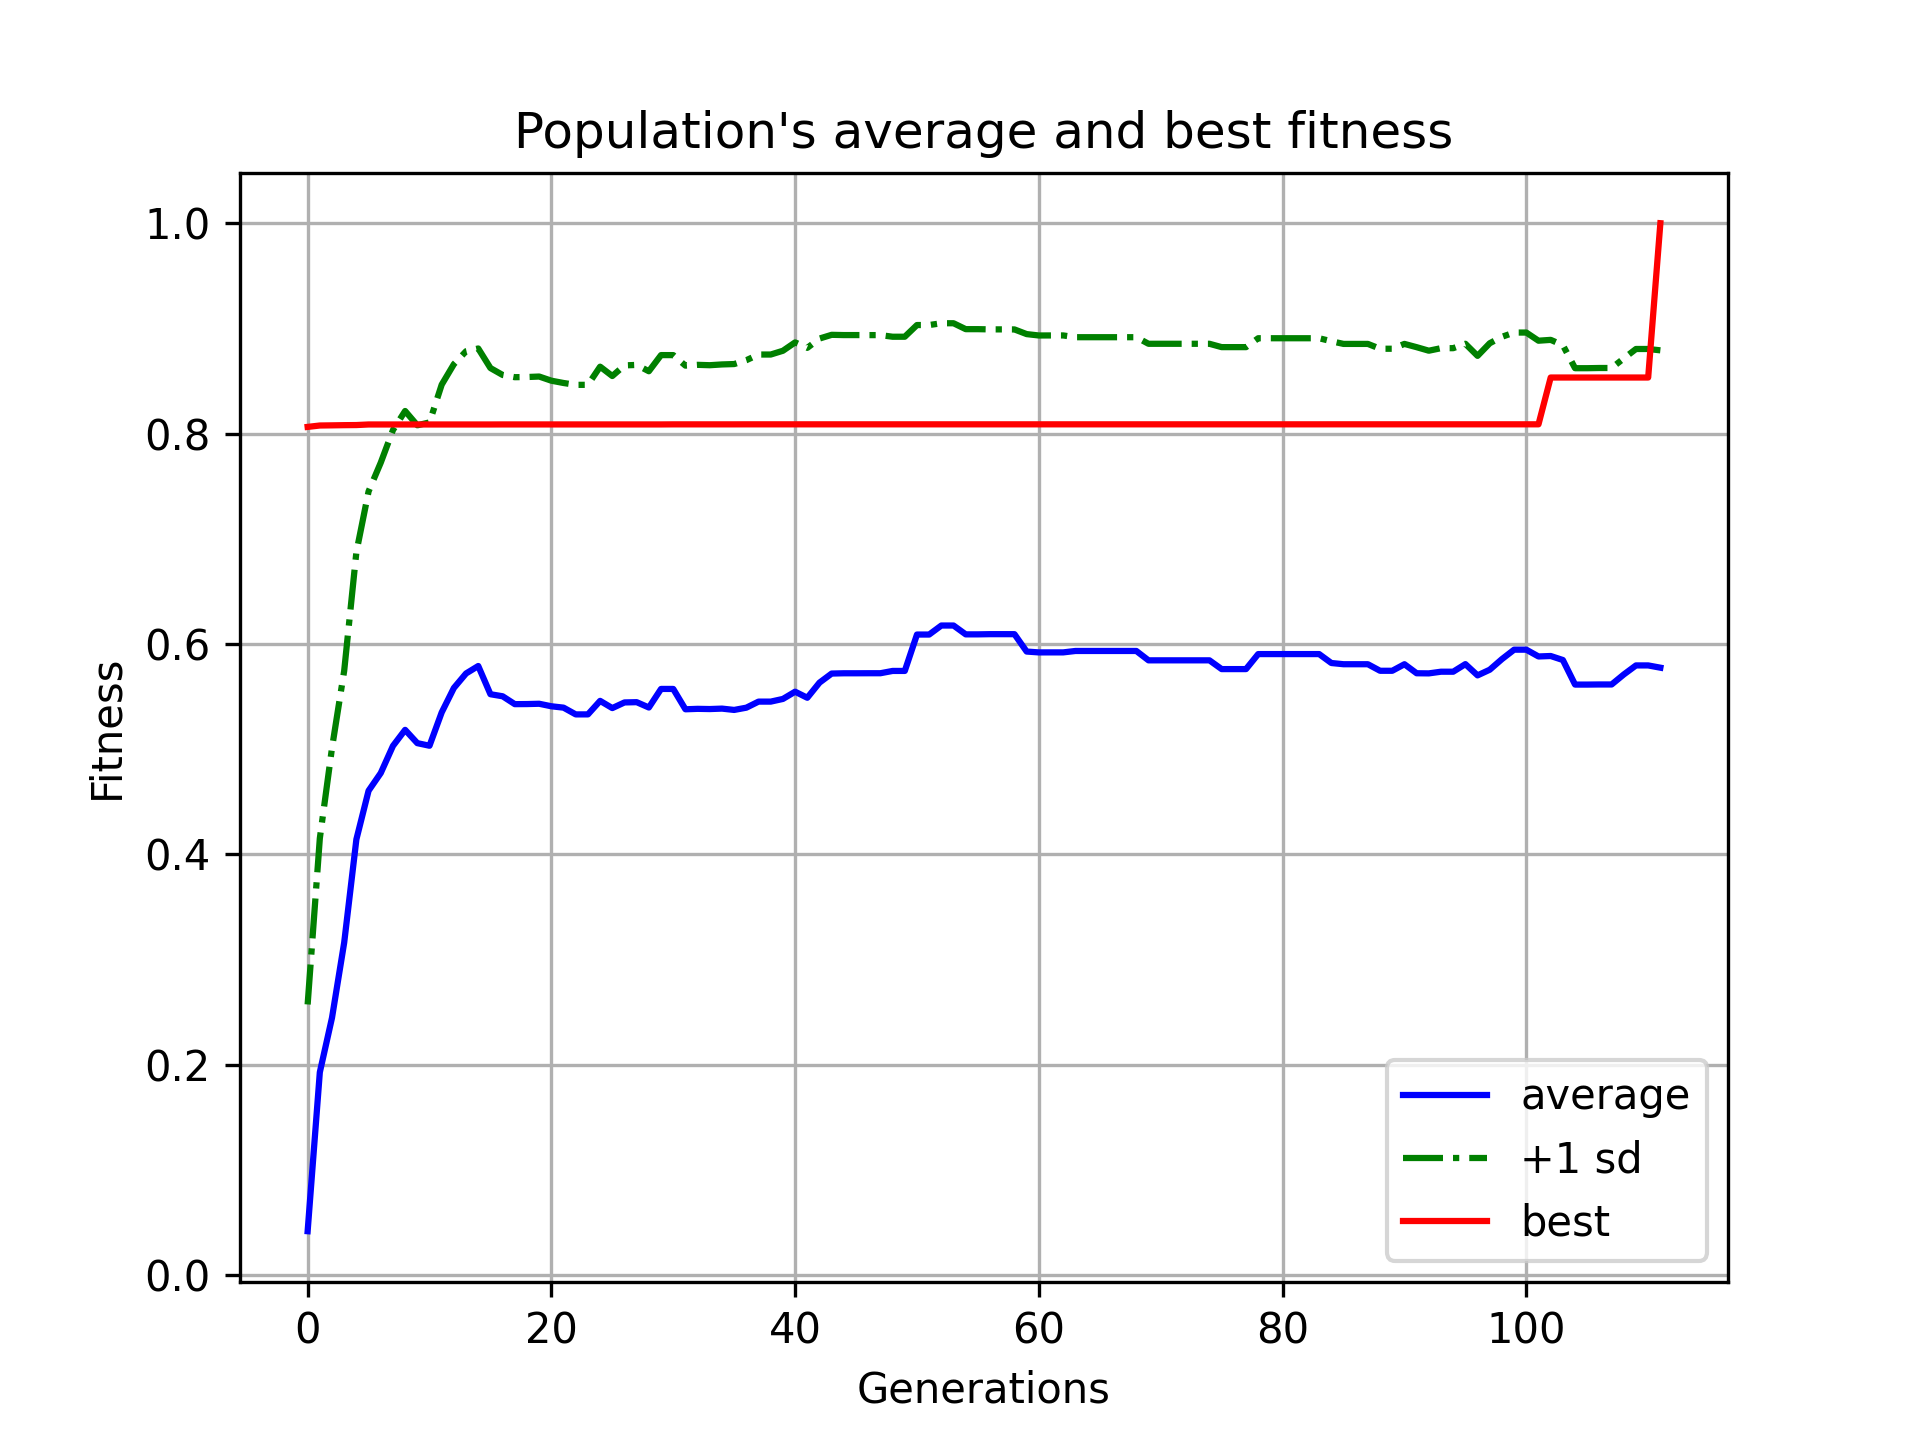 Population's average and best fitness
1.0
0.8
0.6
0.4
0.2
0.0
Fitness
0 20 40 60 80 100
Generations
average
+1 sd
best